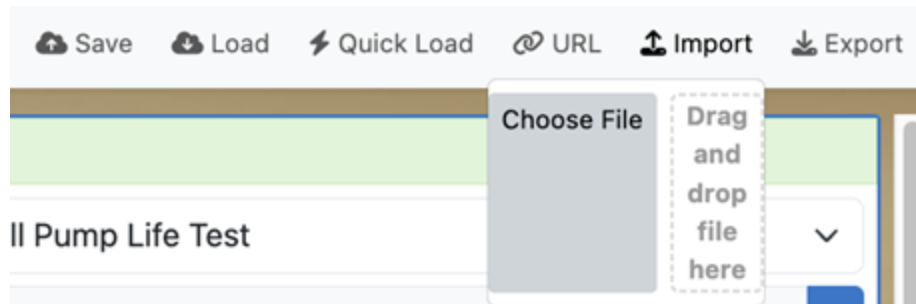 Save Load Quick Load URL Import Export
Choose File
Drag
and
drop
file
here
ll Pump Life Test